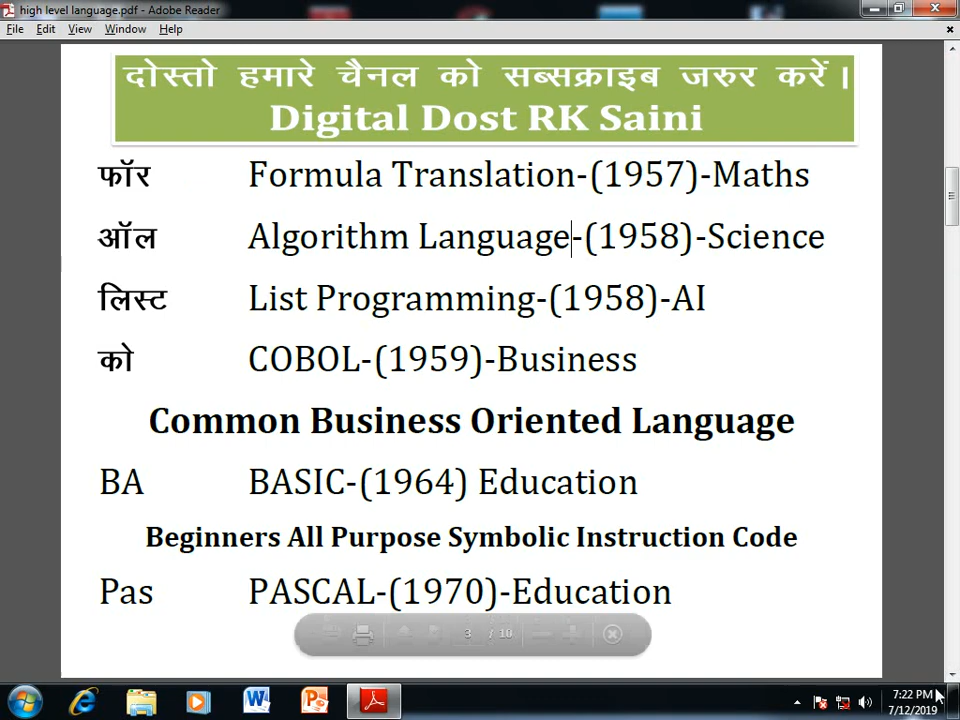 high level language.pdf - Adobe Reader
File Edit View Window Help
दोस्तो हमारे चैनल को सब्सक्राइब जरुर करें।
Digital Dost RK Saini
फॉर Formula Translation-(1957)-Maths
ऑल Algorithm Language-(1958)-Science
लिस्ट List Programming-(1958)-AI
को COBOL-(1959)-Business
Common Business Oriented Language
BA BASIC-(1964) Education
Beginners All Purpose Symbolic Instruction Code
Pas PASCAL-(1970)-Education
3 / 10
7:22 PM
7/12/2019